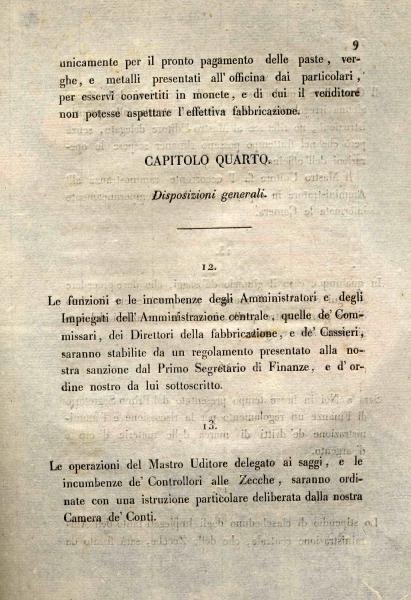 9
unicamente per il pronto pagamento delle paste, ver-
ghe, e metalli presentati all' officina dai particolari,
per esservi convertiti in monete, e di cui il venditore
non potesse aspettare l'effettiva fabbricazione.
CAPITOLO QUARTO.
Disposizioni generali.
12.
Le funzioni e le incumbenze degli Amministratori e degli
Impiegati dell'Amministrazione centrale, quelle de' Com-
missari, dei Direttori della fabbricazione, e de' Cassieri,
saranno stabilite da un regolamento presentato alla no-
stra sanzione dal Primo Segretario di Finanze, e d'or-
dine nostro da lui sottoscritto.
13.
Le operazioni del Mastro Uditore delegato ai saggi, e le
incumbenze de' Controllori alle Zecche, saranno ordi-
nate con una istruzione particolare deliberata dalla nostra
Camera de' Conti.